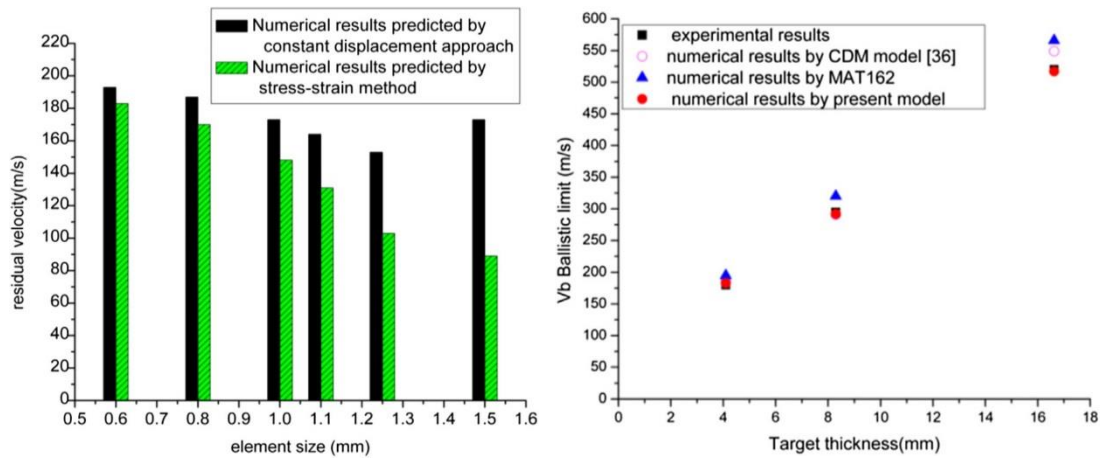 Numerical results predicted by
constant displacement approach
Numerical results predicted by
stress-strain method
220
200
180
160
140
120
100
80
60
40
20
0
residual velocity(m/s)
0.5 0.6 0.7 0.8 0.9 1.0 1.1 1.2 1.3 1.4 1.5 1.6
element size (mm)
600
550
500
450
400
350
300
250
200
150
100
50
0
Vb Ballistic limit (m/s)
experimental results
numerical results by CDM model [36]
numerical results by MAT162
numerical results by present model
0 2 4 6 8 10 12 14 16 18
Target thickness(mm)